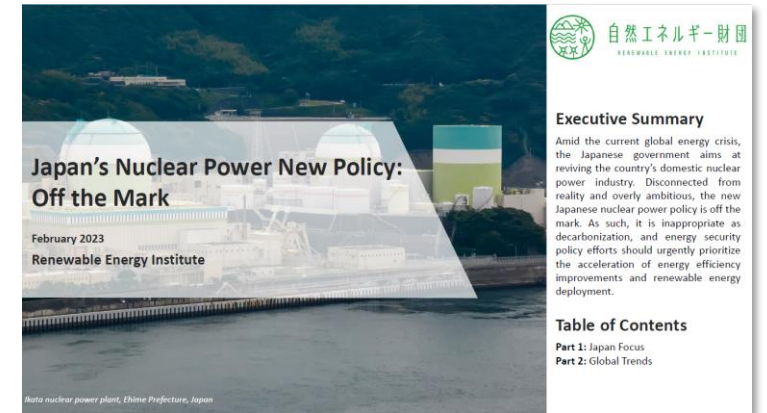 Japan's Nuclear Power New Policy:
Off the Mark
February 2023
Renewable Energy Institute
Ikata nuclear power plant, Ehime Prefecture, Japan
自然エネルギー財団
RENEWABLE ENERGY INSTITUTE
Executive Summary
Amid the current global energy crisis,
the Japanese government aims at
reviving the country's domestic nuclear
power industry. Disconnected from
reality and overly ambitious, the new
Japanese nuclear power policy is off the
mark. As such, it is inappropriate as
decarbonization, and energy security
policy efforts should urgently prioritize
the acceleration of energy efficiency
improvements and renewable energy
deployment.
Table of Contents
Part 1: Japan Focus
Part 2: Global Trends